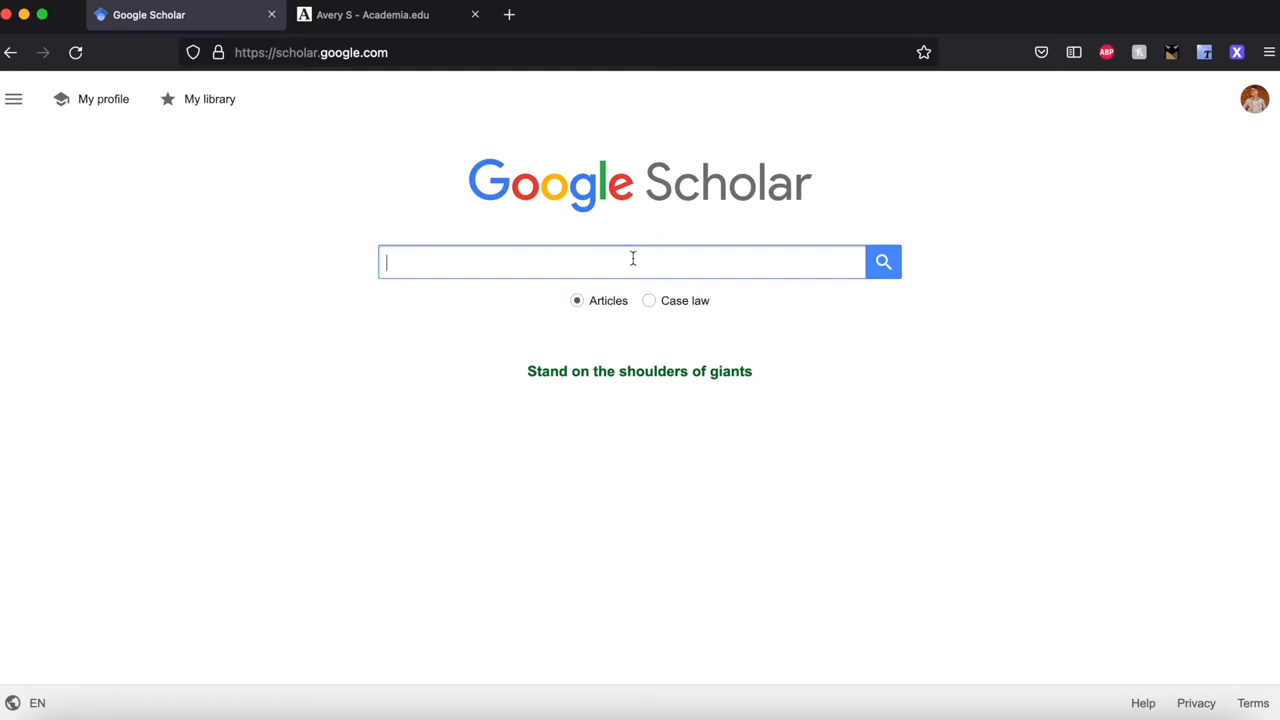 Google Scholar
Avery S - Academia.edu
https://scholar.google.com
ABP
T
X
My profile
My library
Google Scholar
Articles
Case law
Stand on the shoulders of giants
EN
Help
Privacy
Terms